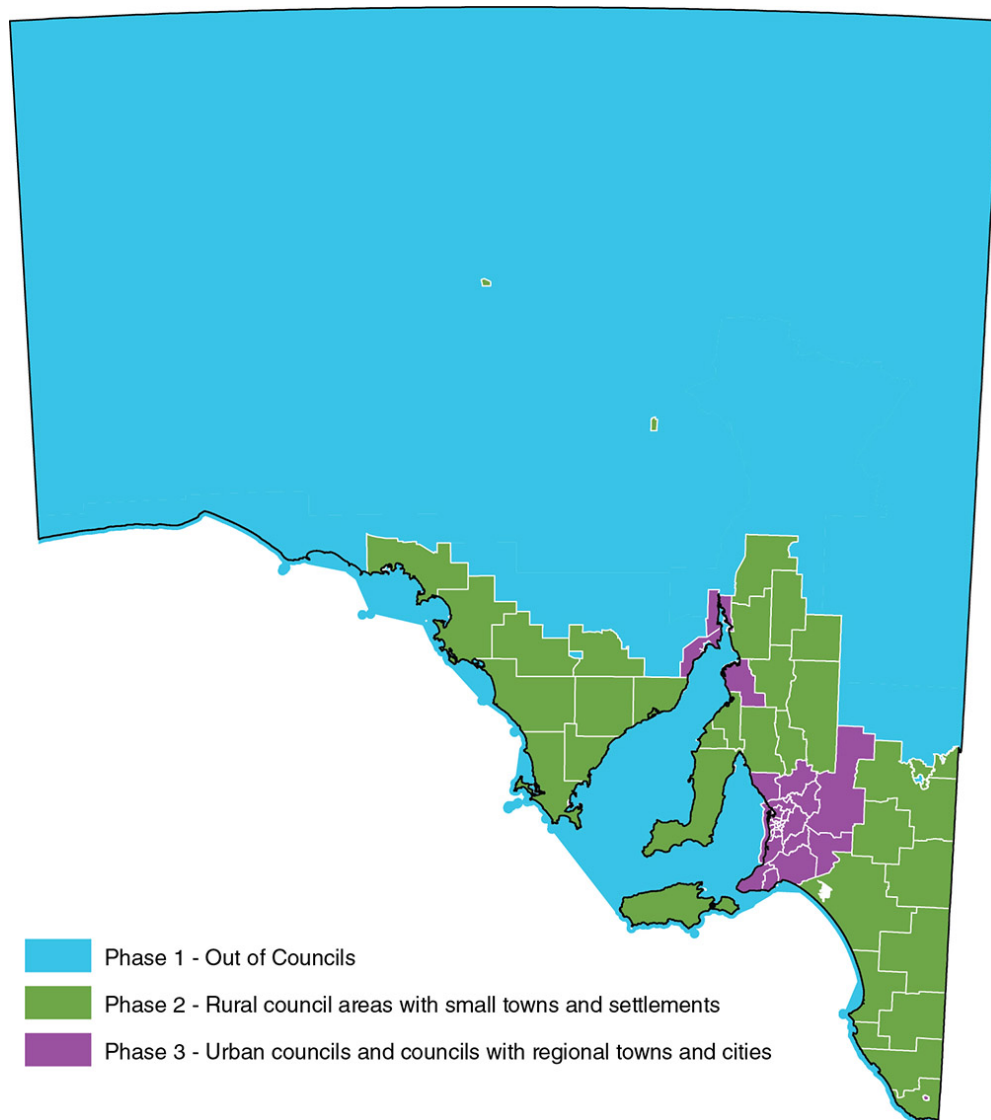 Phase 1 - Out of Councils
Phase 2 - Rural council areas with small towns and settlements
Phase 3 - Urban councils and councils with regional towns and cities